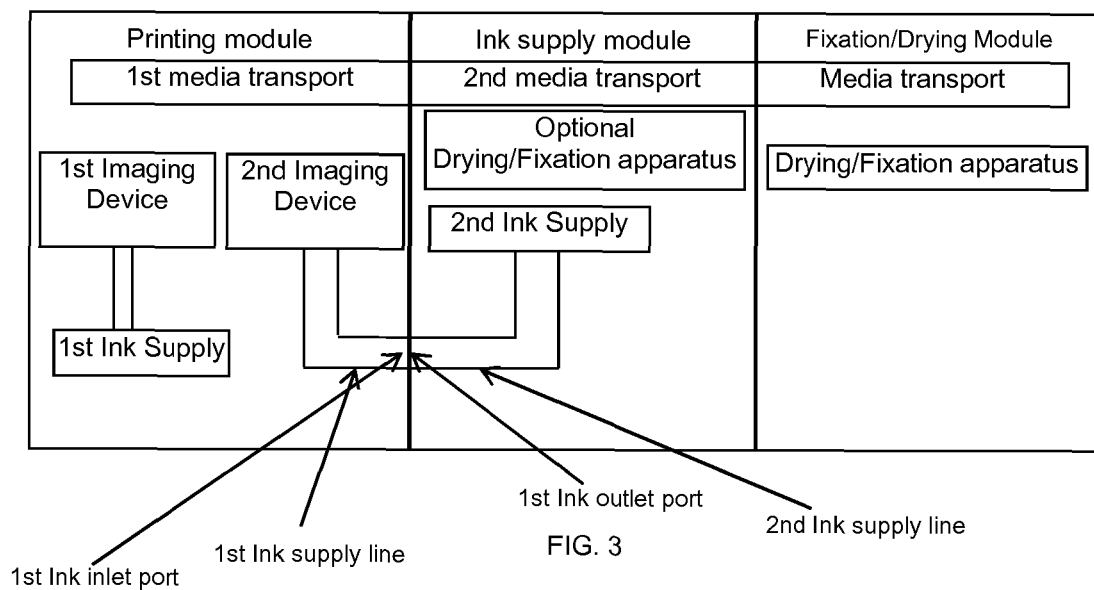 Printing module
Ink supply module
Fixation/Drying Module
1st media transport
2nd media transport
Media transport
Optional
Drying/Fixation apparatus
Drying/Fixation apparatus
1st Imaging
Device
2nd Imaging
Device
2nd Ink Supply
1st Ink Supply
1st Ink outlet port
2nd Ink supply line
1st Ink supply line
FIG. 3
1st Ink inlet port